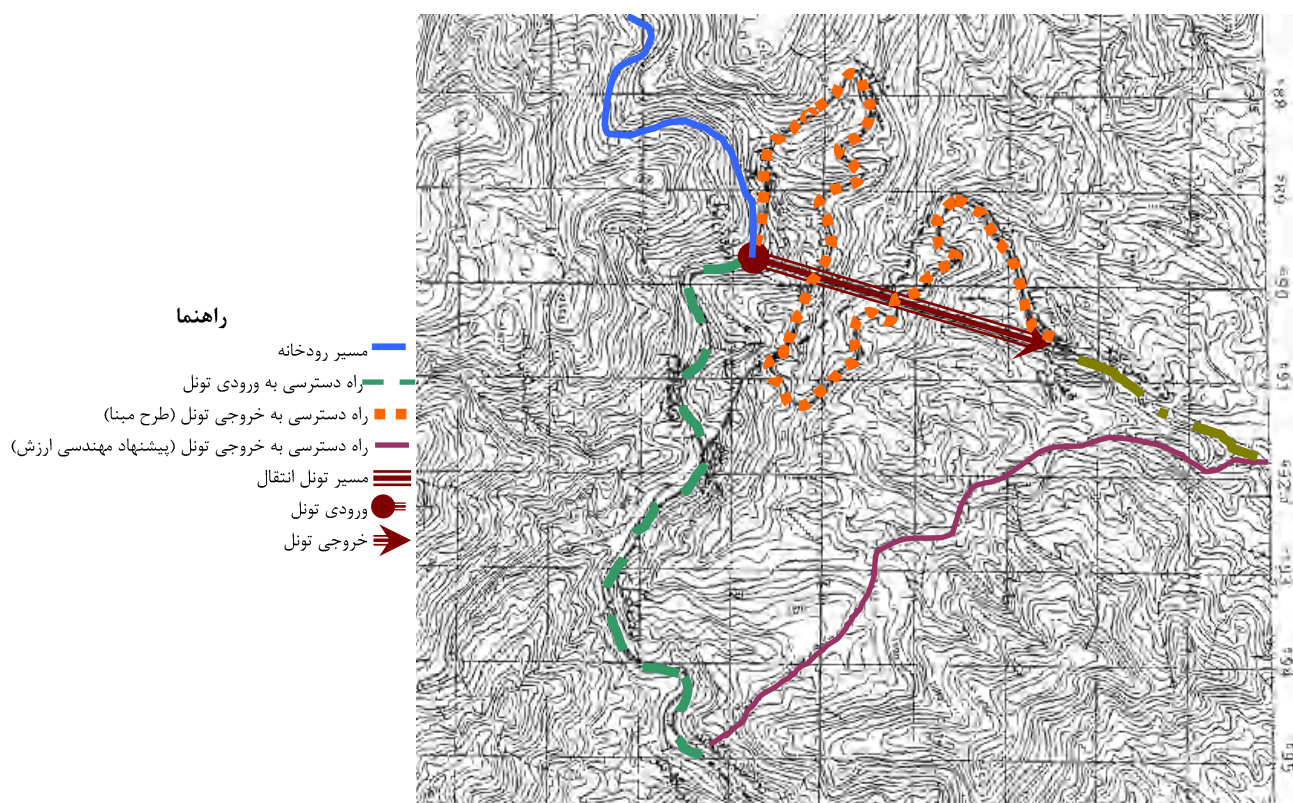 راهنما
مسیر رودخانه
راه دسترسی به ورودی تونل
راه دسترسی به خروجی تونل (طرح مبنا)
راه دسترسی به خروجی تونل (پیشنهاد مهندسی ارزش)
مسیر تونل انتقال
ورودی تونل
خروجی تونل